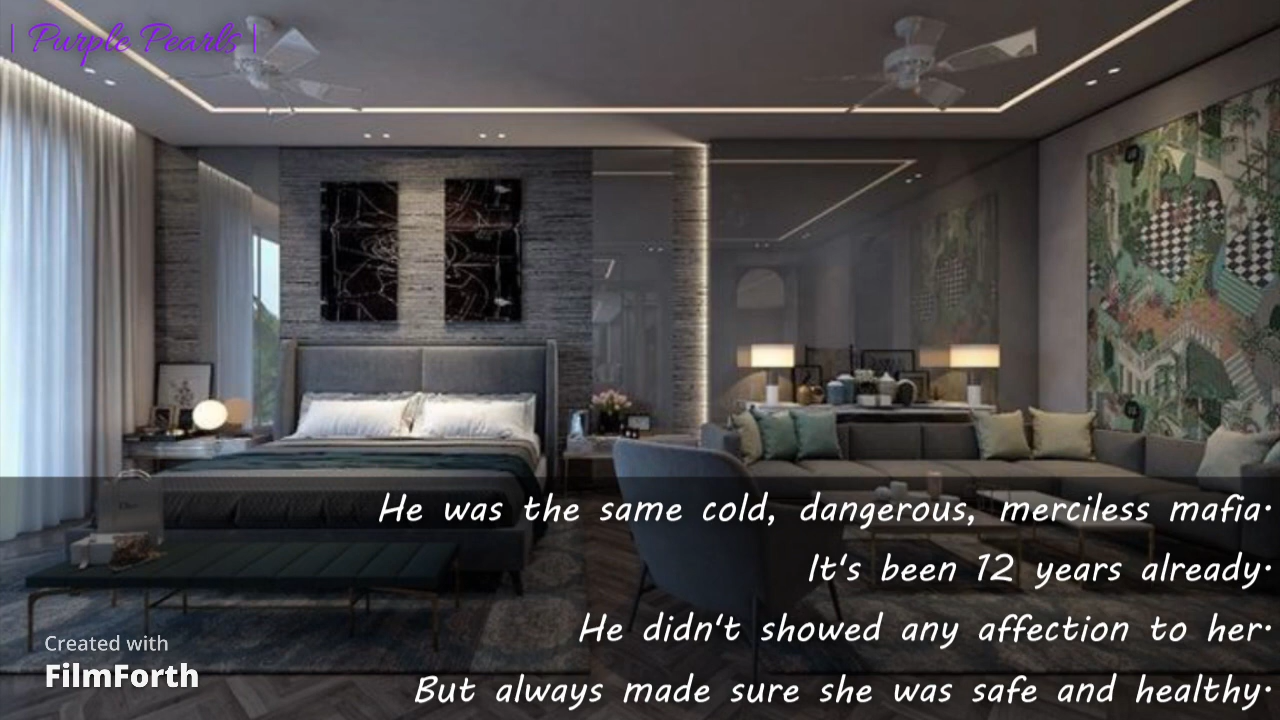 | Purple Pearls |
He was the same cold, dangerous, merciless mafia.
It's been 12 years already.
He didn't showed any affection to her.
But always made sure she was safe and healthy.
Created with
FilmForth